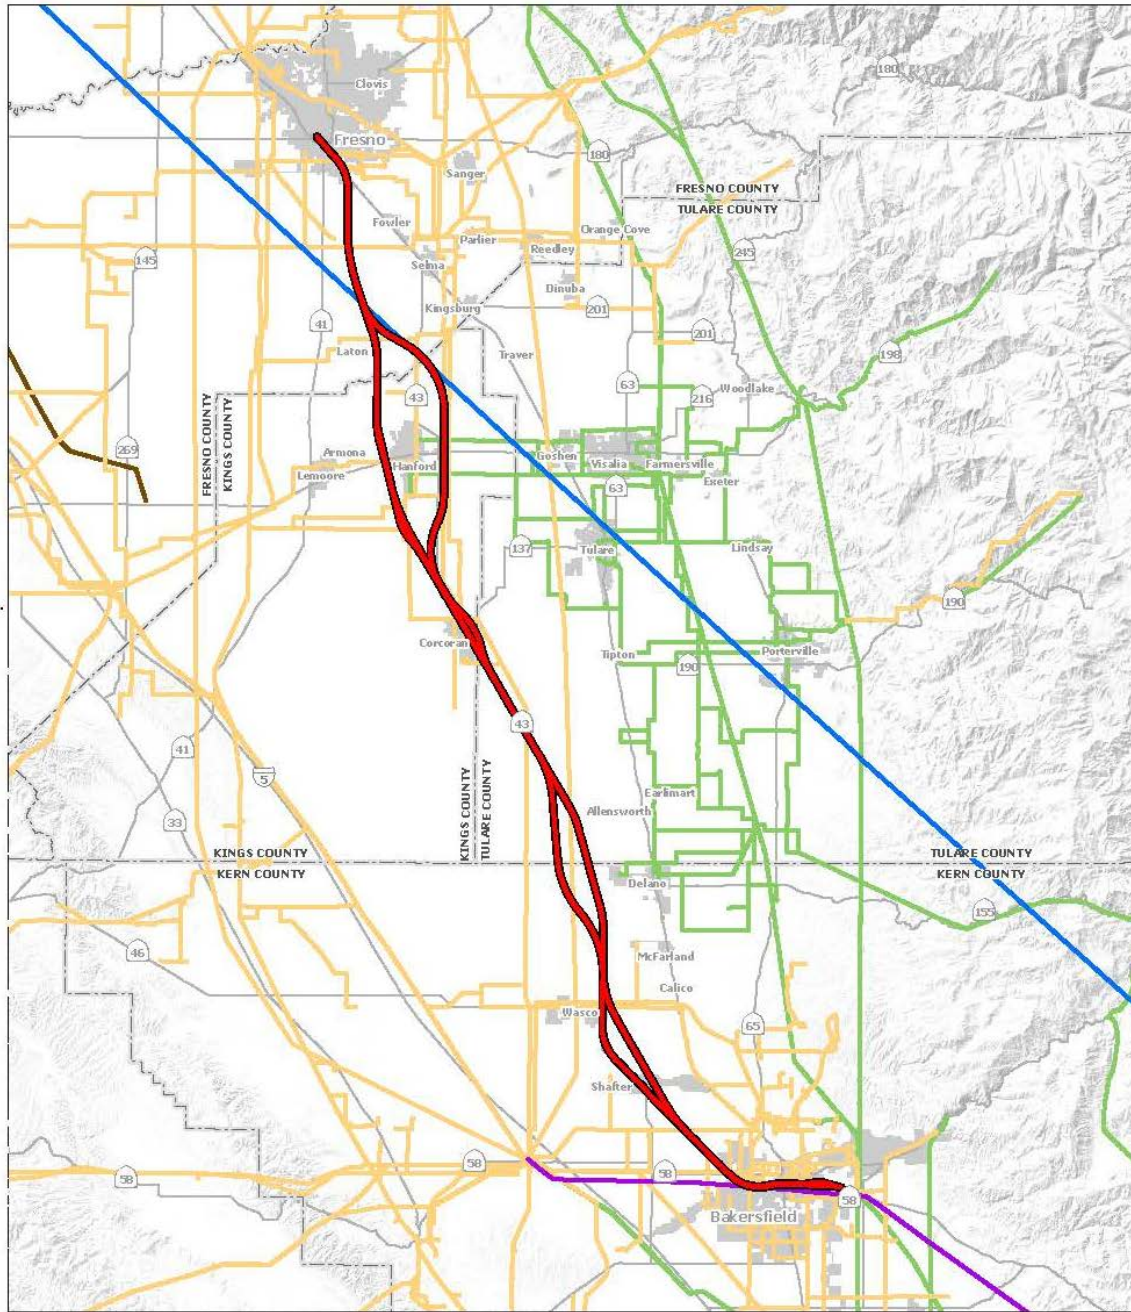 180
Clovis
Fresno
180
Sanger
FRESNO COUNTY
TULARE COUNTY
Fowler
Parlier
Orange Cove
Reedley
245
145
Selma
Dinuba
Kingsburg
201
41
201
Laton
Traver
198
63
Woodlake
43
216
FRESNO COUNTY
KINGS COUNTY
269
Armona
Goshen
Visalia
Farmersville
Hanford
Lemoore
Exeter
63
137
Tulare
Lindsay
190
Corcoran
Tipton
190
Porterville
43
41
5
KINGS COUNTY
TULARE COUNTY
Earlimart
33
Allensworth
KINGS COUNTY
KERN COUNTY
TULARE COUNTY
KERN COUNTY
Delano
155
46
McFarland
Calico
Wasco
65
Shafter
58
58
58
58
Bakersfield